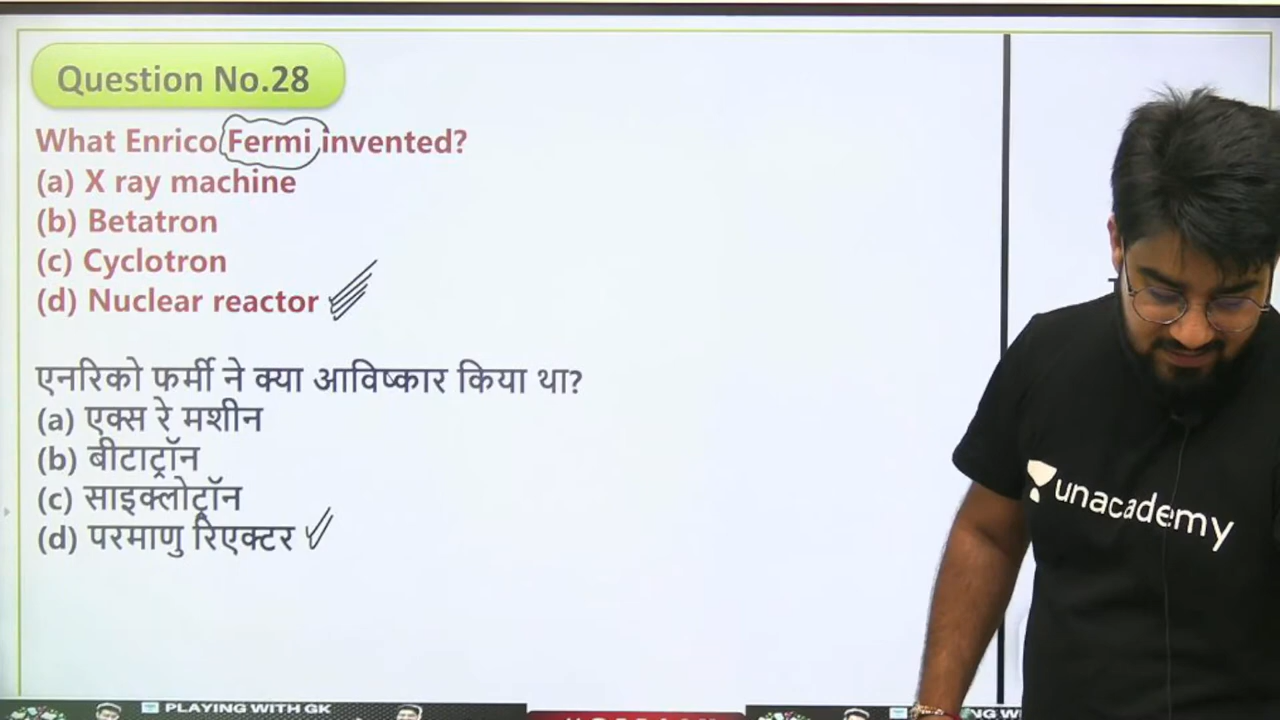 Question No.28
What Enrico Fermi invented?
(a) X ray machine
(b) Betatron
(c) Cyclotron
(d) Nuclear reactor
एनरिको फर्मी ने क्या आविष्कार किया था?
(a) एक्स रे मशीन
(b) बीटाट्रॉन
(c) साइक्लोट्रॉन
(d) परमाणु रिएक्टर
unacademy
PLAYING WITH GK